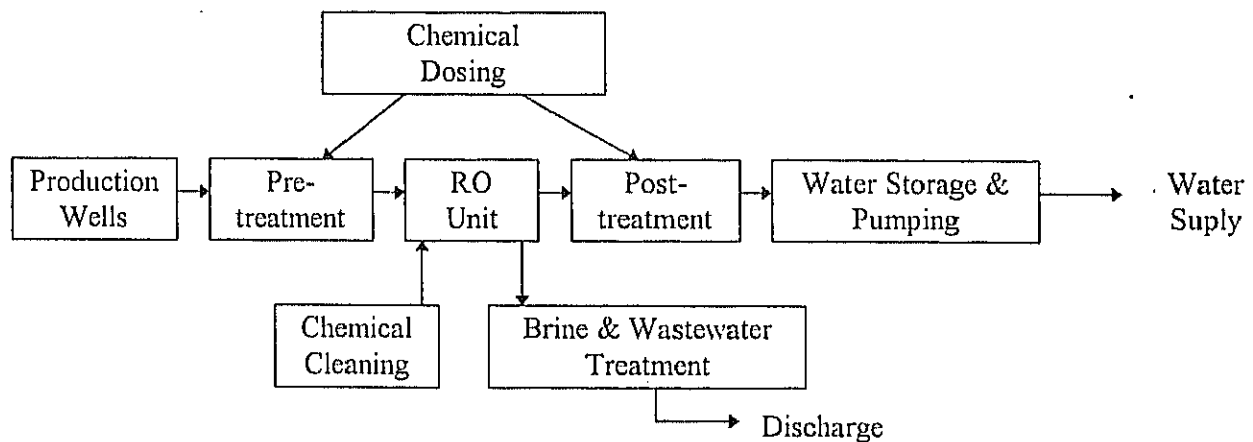 Chemical
Dosing
Production
Wells
Pre-
treatment
RO
Unit
Post-
treatment
Water Storage &
Pumping
Water
Suply
Chemical
Cleaning
Brine & Wastewater
Treatment
Discharge